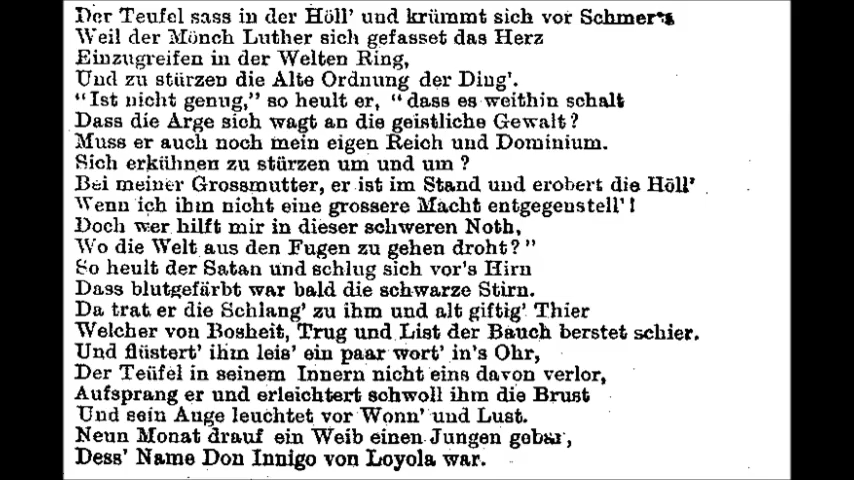 Der Teufel sass in der Höll' und krümmt sich vor Schmerz
Weil der Mönch Luther sich gefasset das Herz
Einzugreifen in der Welten Ring,
Und zu stürzen die Alte Ordnung der Ding'.
“Ist nicht genug,” so heult er, “dass es weithin schalt
Dass die Arge sich wagt an die geistliche Gewalt?
Muss er auch noch mein eigen Reich und Dominium.
Sich erkühnen zu stürzen um und um?
Bei meiner Grossmutter, er ist im Stand und erobert die Höll'
Wenn ich ihm nicht eine grossere Macht entgegenstell'!
Doch wer hilft mir in dieser schweren Noth,
Wo die Welt aus den Fugen zu gehen droht?”
So heult der Satan und schlug sich vor's Hirn
Dass blutgefärbt war bald die schwarze Stirn.
Da trat er die Schlang' zu ihm und alt giftig' Thier
Welcher von Bosheit, Trug und List der Bauch berstet schier.
Und flüstert' ihm leis' ein paar wort' in's Ohr,
Der Teüfel in seinem Innern nicht eins davon verlor,
Aufsprang er und erleichtert schwoll ihm die Brust
Und sein Auge leuchtet vor Wonn' und Lust.
Neun Monat drauf ein Weib einen Jungen gebar,
Dess' Name Don Innigo von Loyola war.